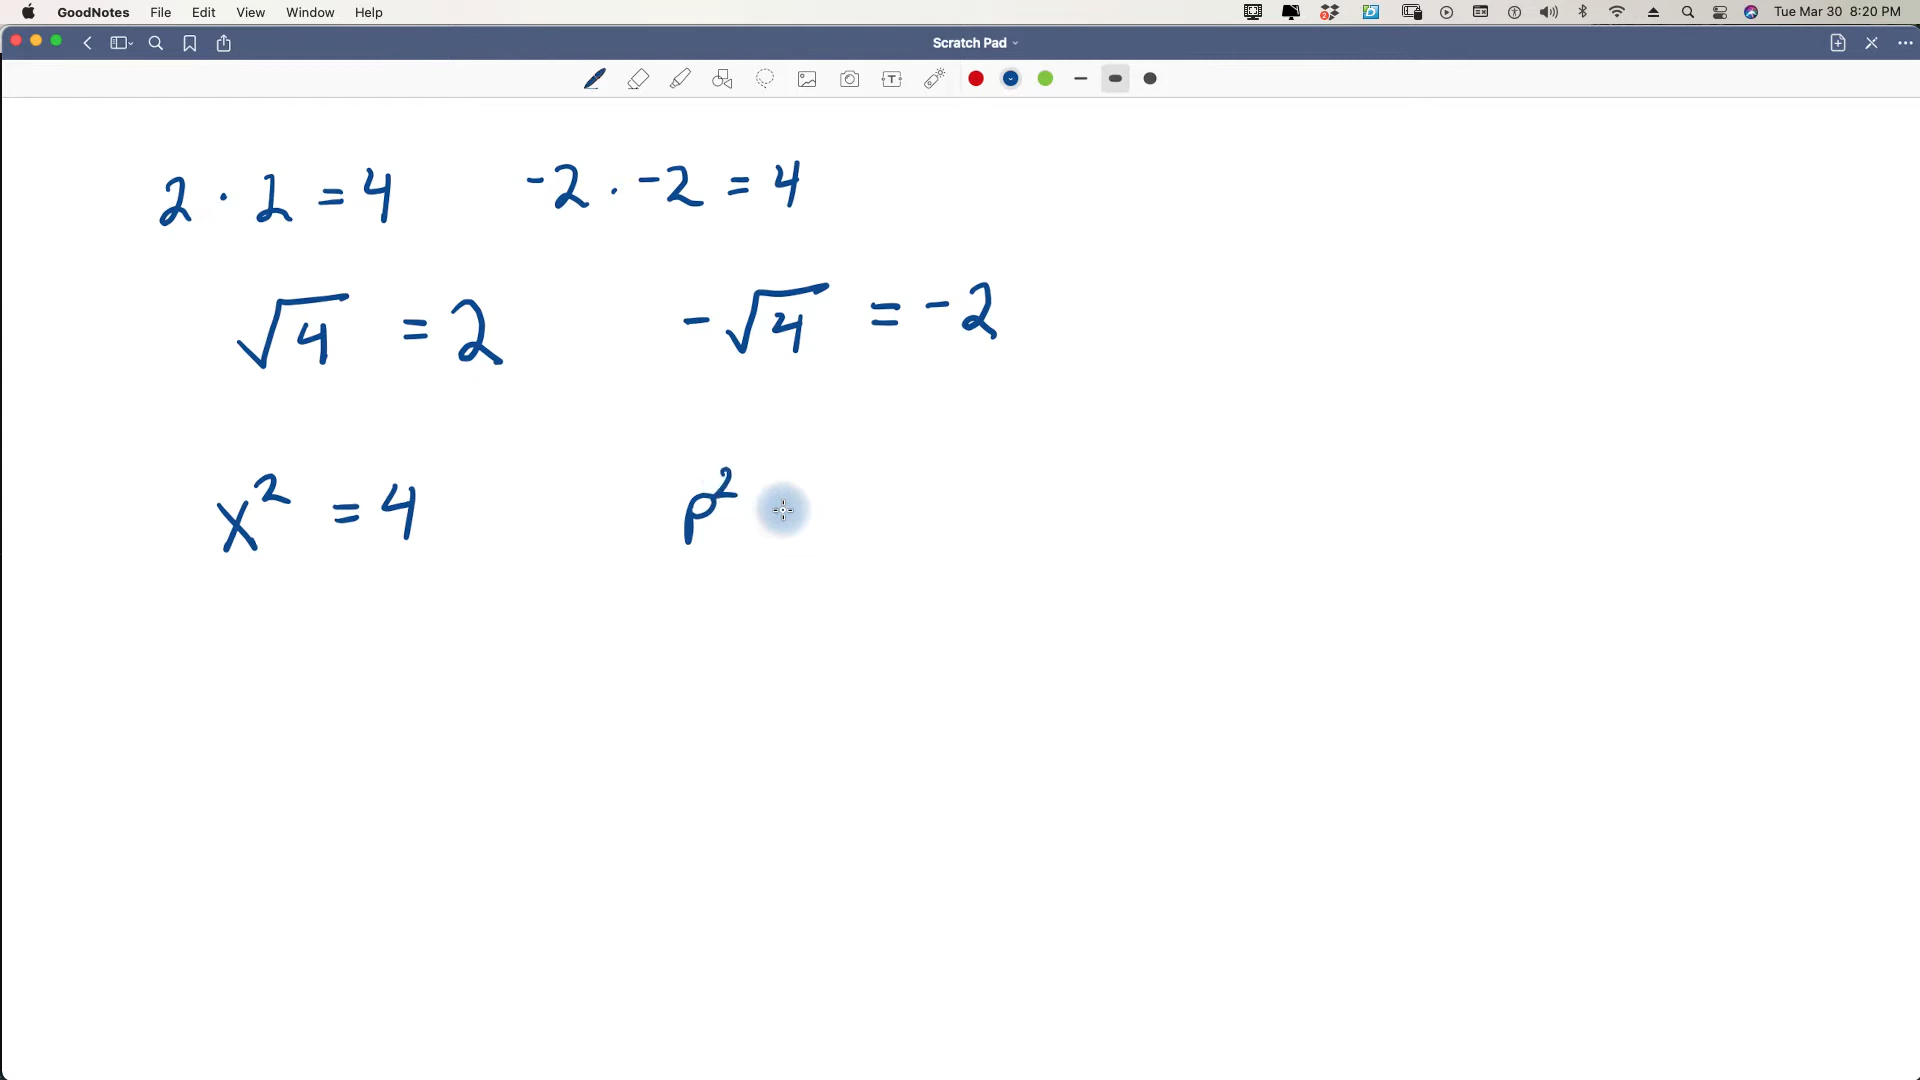 GoodNotes File Edit View Window Help Tue Mar 30 8:20 PM
Scratch Pad
2 · 2 = 4 -2 · -2 = 4
√4 = 2 -√4 = -2
x² = 4 p²